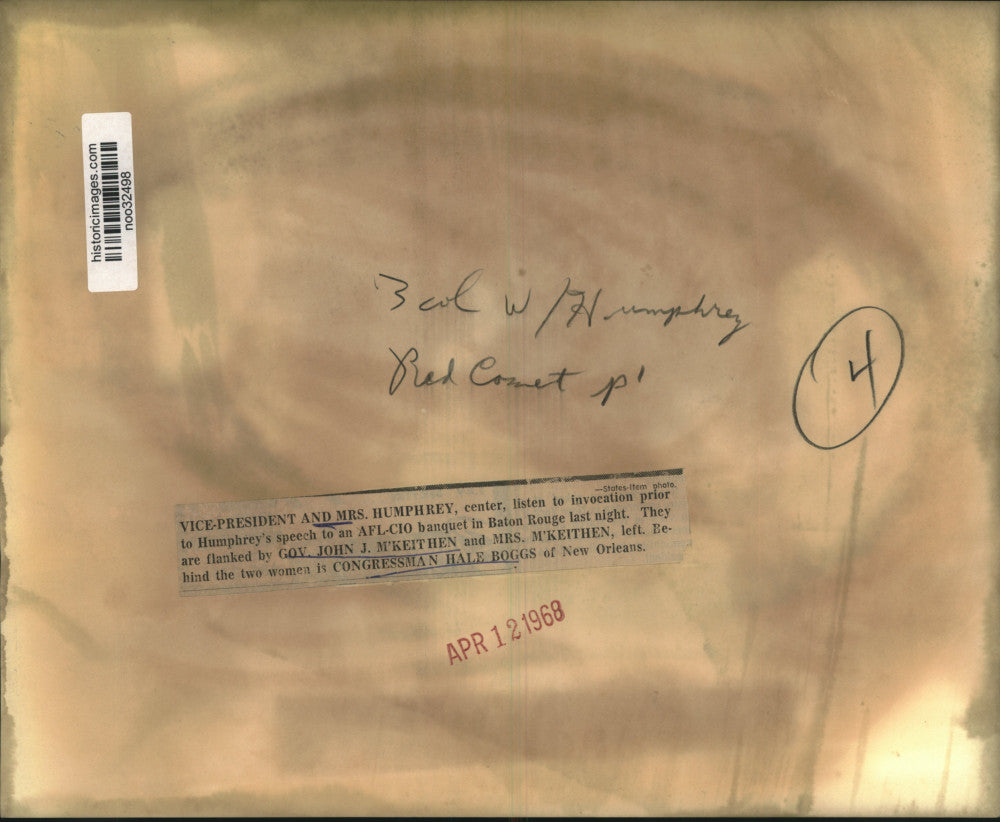 historicimages.com
noo32498
3 col W/Humphrey
Red Comet p1
4
—States-Item photo.
VICE-PRESIDENT AND MRS. HUMPHREY, center, listen to invocation prior
to Humphrey's speech to an AFL-CIO banquet in Baton Rouge last night. They
are flanked by GOV. JOHN J. M'KEITHEN and MRS. M'KEITHEN, left. Be-
hind the two women is CONGRESSMAN HALE BOGGS of New Orleans.
APR 12 1968